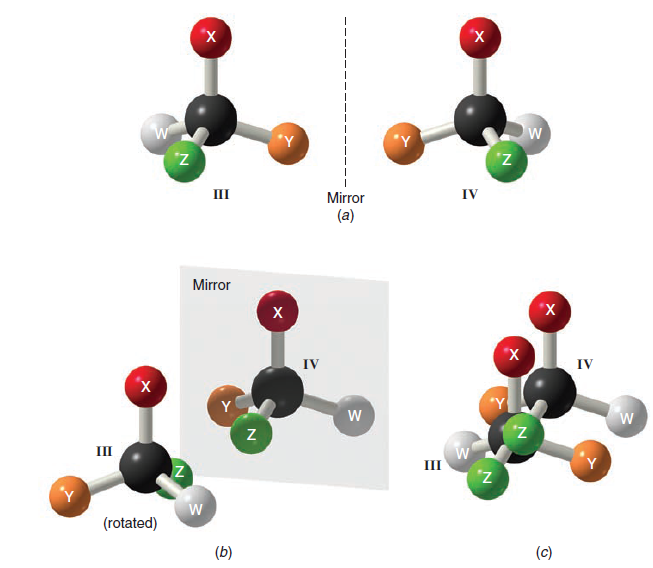 X
X
W
Y
Y
W
Z
Z
III
IV
Mirror
(a)
Mirror
X
X
IV
X
IV
X
Y
Y
W
W
Z
Z
III
Z
W
Y
III
Z
Y
W
(rotated)
(b)
(c)